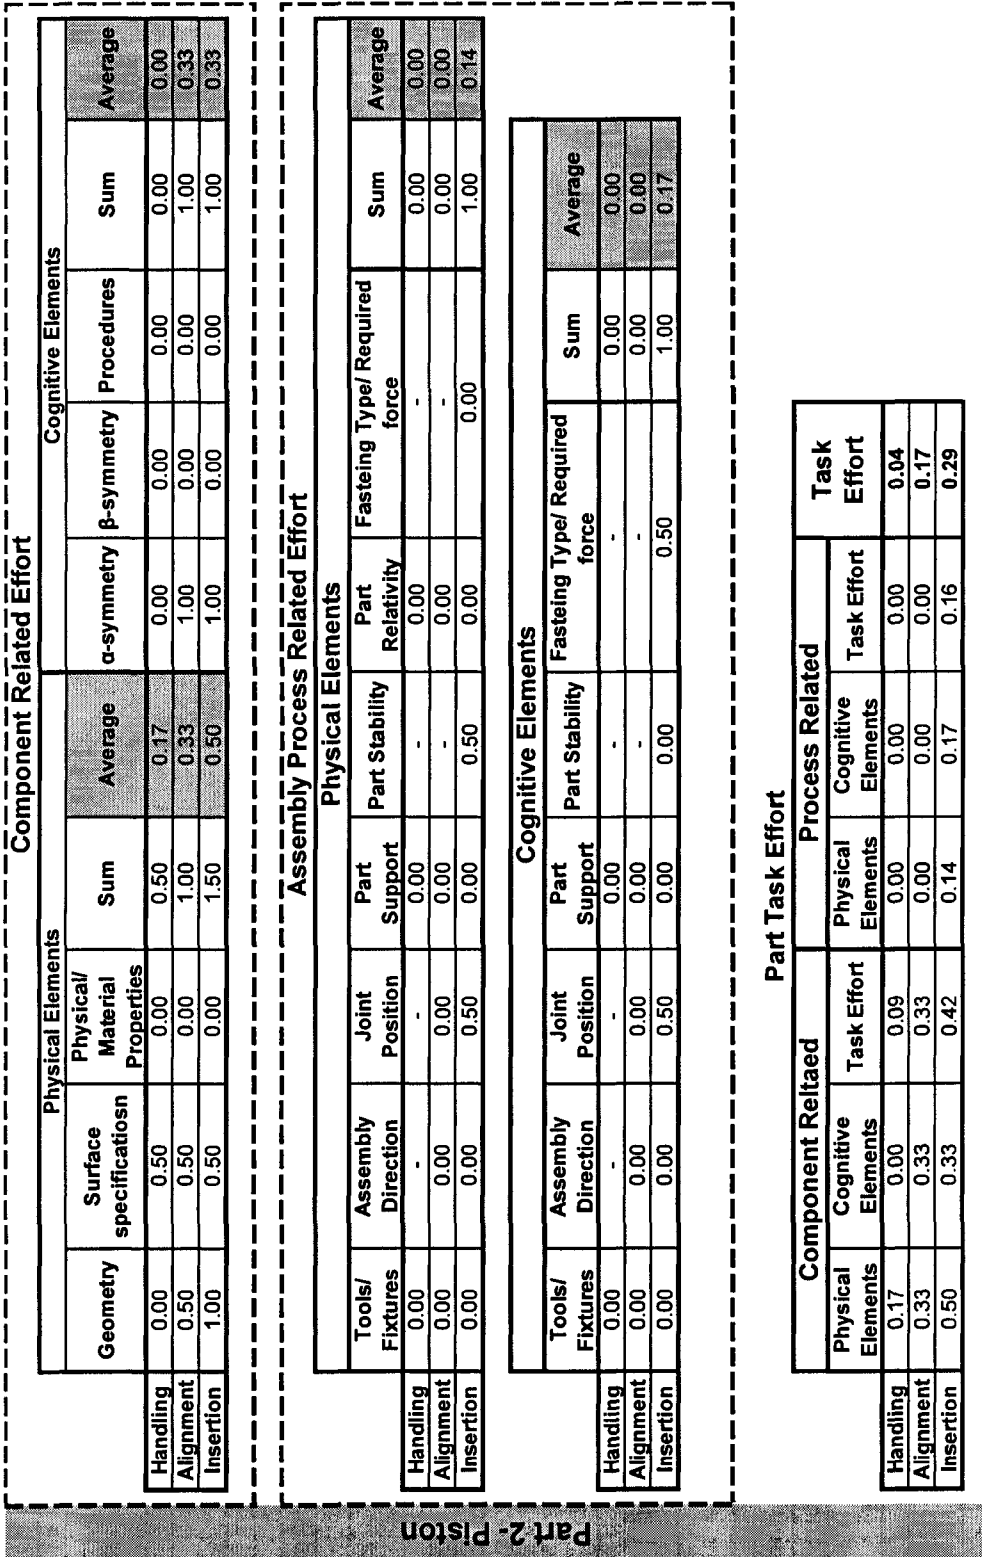 Part 2- Piston
Component Related Effort
Physical Elements Cognitive Elements
Geometry Surface specificatiosn Physical/ Material Properties Sum Average α-symmetry β-symmetry Procedures Sum Average
Handling 0.00 0.50 0.00 0.50 0.17 0.00 0.00 0.00 0.00 0.00
Alignment 0.50 0.50 0.00 1.00 0.33 1.00 0.00 0.00 1.00 0.33
Insertion 1.00 0.50 0.00 1.50 0.50 1.00 0.00 0.00 1.00 0.33
Assembly Process Related Effort
Physical Elements
Tools/ Fixtures Assembly Direction Joint Position Part Support Part Stability Part Relativity Fasteing Type/ Required force Sum Average
Handling 0.00 - - 0.00 - 0.00 - 0.00 0.00
Alignment 0.00 0.00 0.00 0.00 - 0.00 - 0.00 0.00
Insertion 0.00 0.00 0.50 0.00 0.50 0.00 0.00 1.00 0.14
Cognitive Elements
Tools/ Fixtures Assembly Direction Joint Position Part Support Part Stability Fasteing Type/ Required force Sum Average
Handling 0.00 - - 0.00 - - 0.00 0.00
Alignment 0.00 0.00 0.00 0.00 - - 0.00 0.00
Insertion 0.00 0.00 0.50 0.00 0.00 0.50 1.00 0.17
Part Task Effort
Component Reltaed Process Related Task Effort
Physical Elements Cognitive Elements Task Effort Physical Elements Cognitive Elements Task Effort
Handling 0.17 0.00 0.09 0.00 0.00 0.00 0.04
Alignment 0.33 0.33 0.33 0.00 0.00 0.00 0.17
Insertion 0.50 0.33 0.42 0.14 0.17 0.16 0.29